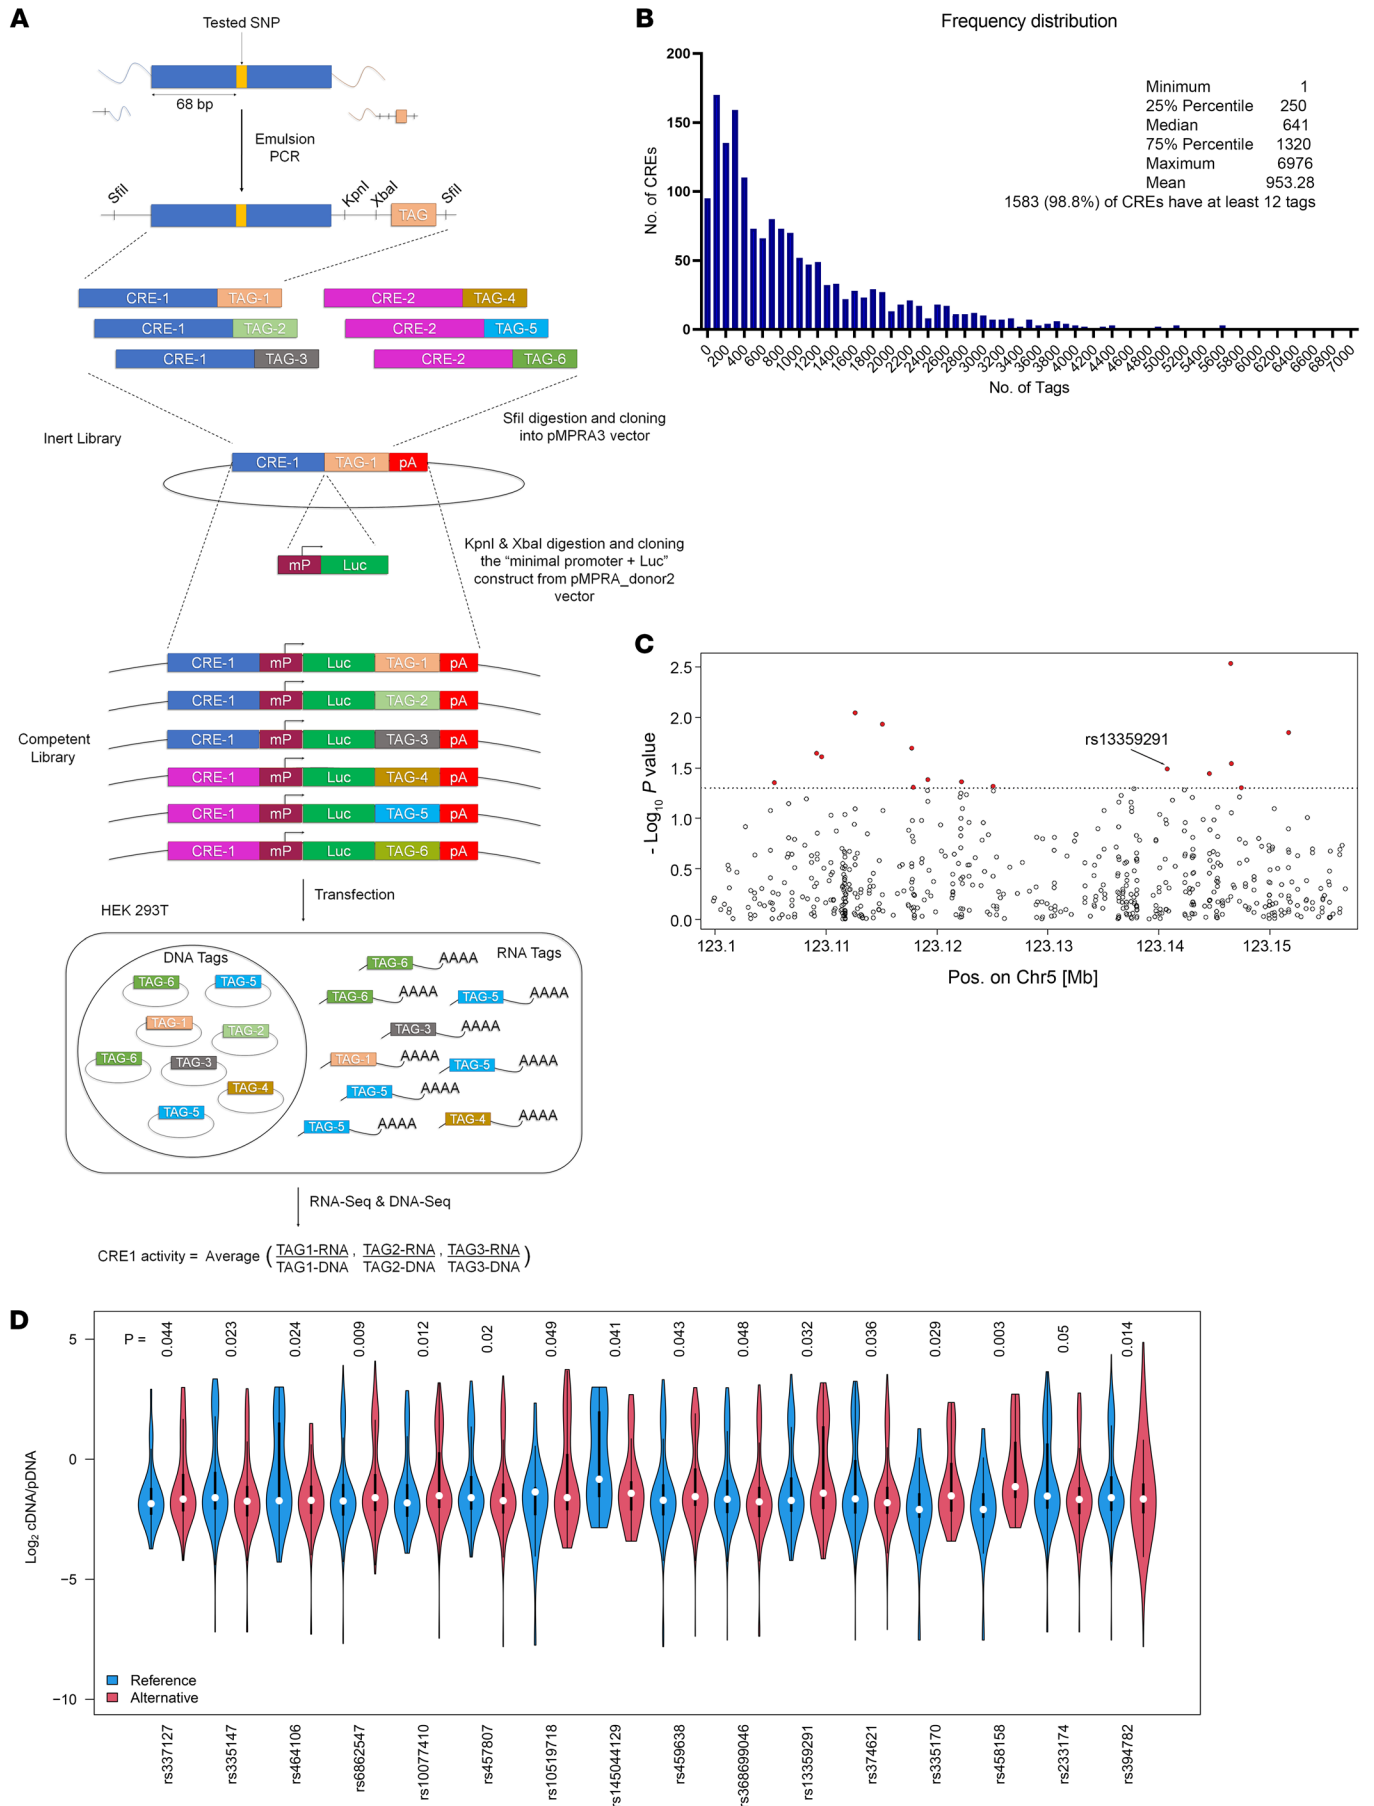 A
Tested SNP
68 bp
Emulsion
PCR
SfiI
KpnI
XbaI
SfiI
TAG
CRE-1 TAG-1 CRE-2 TAG-4
CRE-1 TAG-2 CRE-2 TAG-5
CRE-1 TAG-3 CRE-2 TAG-6
SfiI digestion and cloning
into pMPRA3 vector
Inert Library
CRE-1 TAG-1 pA
KpnI & XbaI digestion and cloning
the “minimal promoter + Luc”
construct from pMPRA_donor2
vector
mP Luc
CRE-1 mP Luc TAG-1 pA
CRE-1 mP Luc TAG-2 pA
CRE-1 mP Luc TAG-3 pA
CRE-1 mP Luc TAG-4 pA
CRE-1 mP Luc TAG-5 pA
CRE-1 mP Luc TAG-6 pA
Competent
Library
Transfection
HEK 293T
DNA Tags
TAG-6
TAG-5
TAG-1
TAG-2
TAG-6
TAG-3
TAG-4
TAG-5
RNA Tags
TAG-6 AAAA
TAG-6 AAAA
TAG-5 AAAA
TAG-3 AAAA
TAG-1 AAAA
TAG-5 AAAA
TAG-5 AAAA
TAG-4 AAAA
TAG-5 AAAA
RNA-Seq & DNA-Seq
CRE1 activity = Average ( TAG1-RNA , TAG2-RNA , TAG3-RNA )
TAG1-DNA TAG2-DNA TAG3-DNA
B
Frequency distribution
200
150
100
50
0
No. of CREs
Minimum 1
25% Percentile 250
Median 641
75% Percentile 1320
Maximum 6976
Mean 953.28
1583 (98.8%) of CREs have at least 12 tags
0 200 400 600 800 1000 1200 1400 1600 1800 2000 2200 2400 2600 2800 3000 3200 3400 3600 3800 4000 4200 4400 4600 4800 5000 5200 5400 5600 5800 6000 6200 6400 6600 6800 7000
No. of Tags
C
2.5
2.0
1.5
1.0
0.5
0.0
- Log10 P value
rs13359291
123.1 123.11 123.12 123.13 123.14 123.15
Pos. on Chr5 [Mb]
D
P = 0.044 0.023 0.024 0.009 0.012 0.02 0.049 0.041 0.043 0.048 0.032 0.036 0.029 0.003 0.05 0.014
5
0
−5
−10
Log2 cDNA/pDNA
Reference
Alternative
rs337127 rs335147 rs464106 rs6862547 rs10077410 rs457807 rs10519718 rs145044129 rs459638 rs368699046 rs13359291 rs374621 rs335170 rs458158 rs233174 rs394782